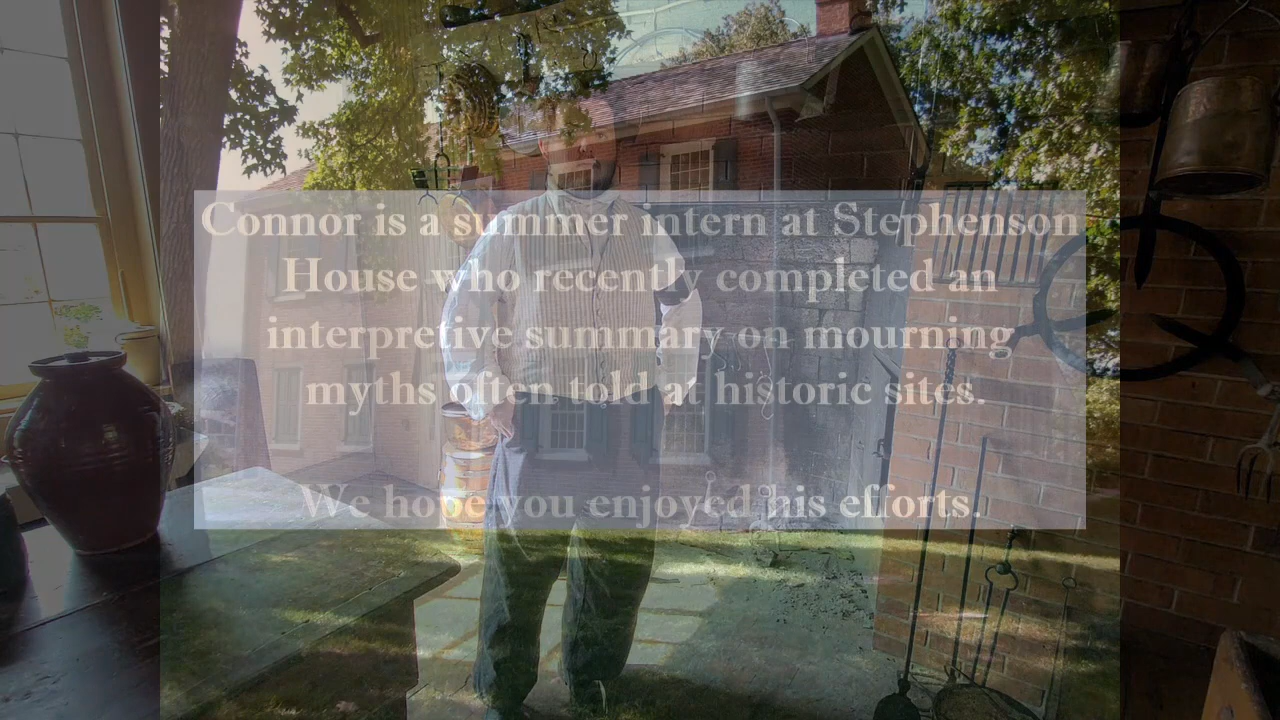 Connor is a summer intern at Stephenson
House who recently completed an
interpretive summary on mourning
myths often told at historic sites.
We hope you enjoyed his efforts.